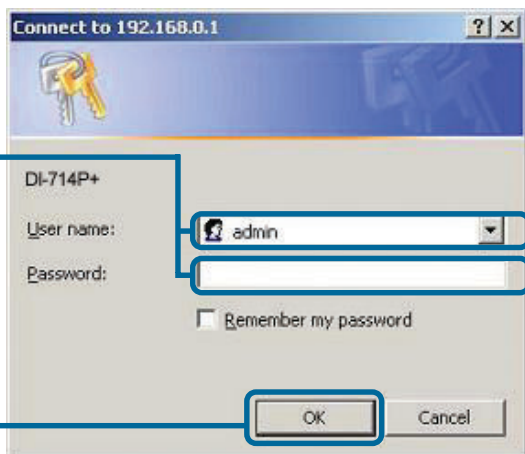 Connect to 192.168.0.1
DI-714P+
User name:
admin
Password:
Remember my password
OK
Cancel